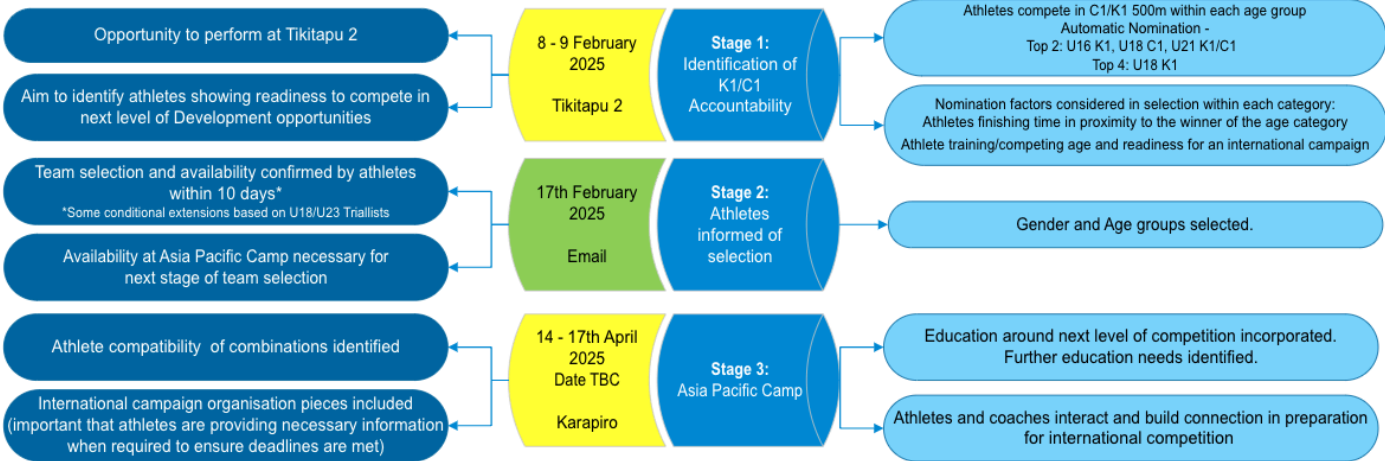 Opportunity to perform at Tikitapu 2
Aim to identify athletes showing readiness to compete in
next level of Development opportunities
8 - 9 February
2025
Tikitapu 2
Stage 1:
Identification of
K1/C1
Accountability
Athletes compete in C1/K1 500m within each age group
Automatic Nomination -
Top 2: U16 K1, U18 C1, U21 K1/C1
Top 4: U18 K1
Nomination factors considered in selection within each category:
Athletes finishing time in proximity to the winner of the age category
Athlete training/competing age and readiness for an international campaign
Team selection and availability confirmed by athletes
within 10 days*
*Some conditional extensions based on U18/U23 Triallists
Availability at Asia Pacific Camp necessary for
next stage of team selection
17th February
2025
Email
Stage 2:
Athletes
informed of
selection
Gender and Age groups selected.
Athlete compatibility of combinations identified
International campaign organisation pieces included
(important that athletes are providing necessary information
when required to ensure deadlines are met)
14 - 17th April
2025
Date TBC
Karapiro
Stage 3:
Asia Pacific Camp
Education around next level of competition incorporated.
Further education needs identified.
Athletes and coaches interact and build connection in preparation
for international competition